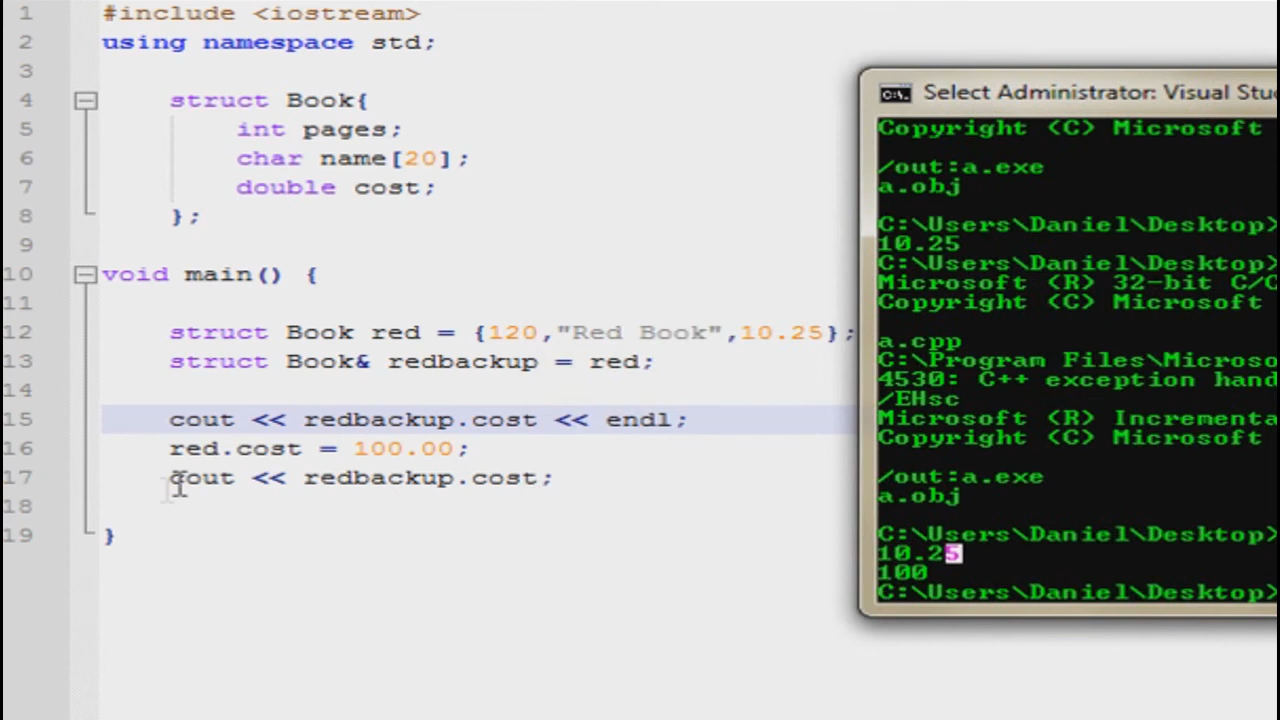 1 #include <iostream>
2 using namespace std;
3
4 struct Book{
5 int pages;
6 char name[20];
7 double cost;
8 };
9
10 void main() {
11
12 struct Book red = {120,"Red Book",10.25};
13 struct Book& redbackup = red;
14
15 cout << redbackup.cost << endl;
16 red.cost = 100.00;
17 cout << redbackup.cost;
18
19 }
Select Administrator: Visual Stu
Copyright (C) Microsoft
/out:a.exe
a.obj
C:\Users\Daniel\Desktop>
10.25
C:\Users\Daniel\Desktop>
Microsoft (R) 32-bit C/C
Copyright (C) Microsoft
a.cpp
C:\Program Files\Microso
4530: C++ exception hand
/EHsc
Microsoft (R) Incrementa
Copyright (C) Microsoft
/out:a.exe
a.obj
C:\Users\Daniel\Desktop>
10.25
100
C:\Users\Daniel\Desktop>